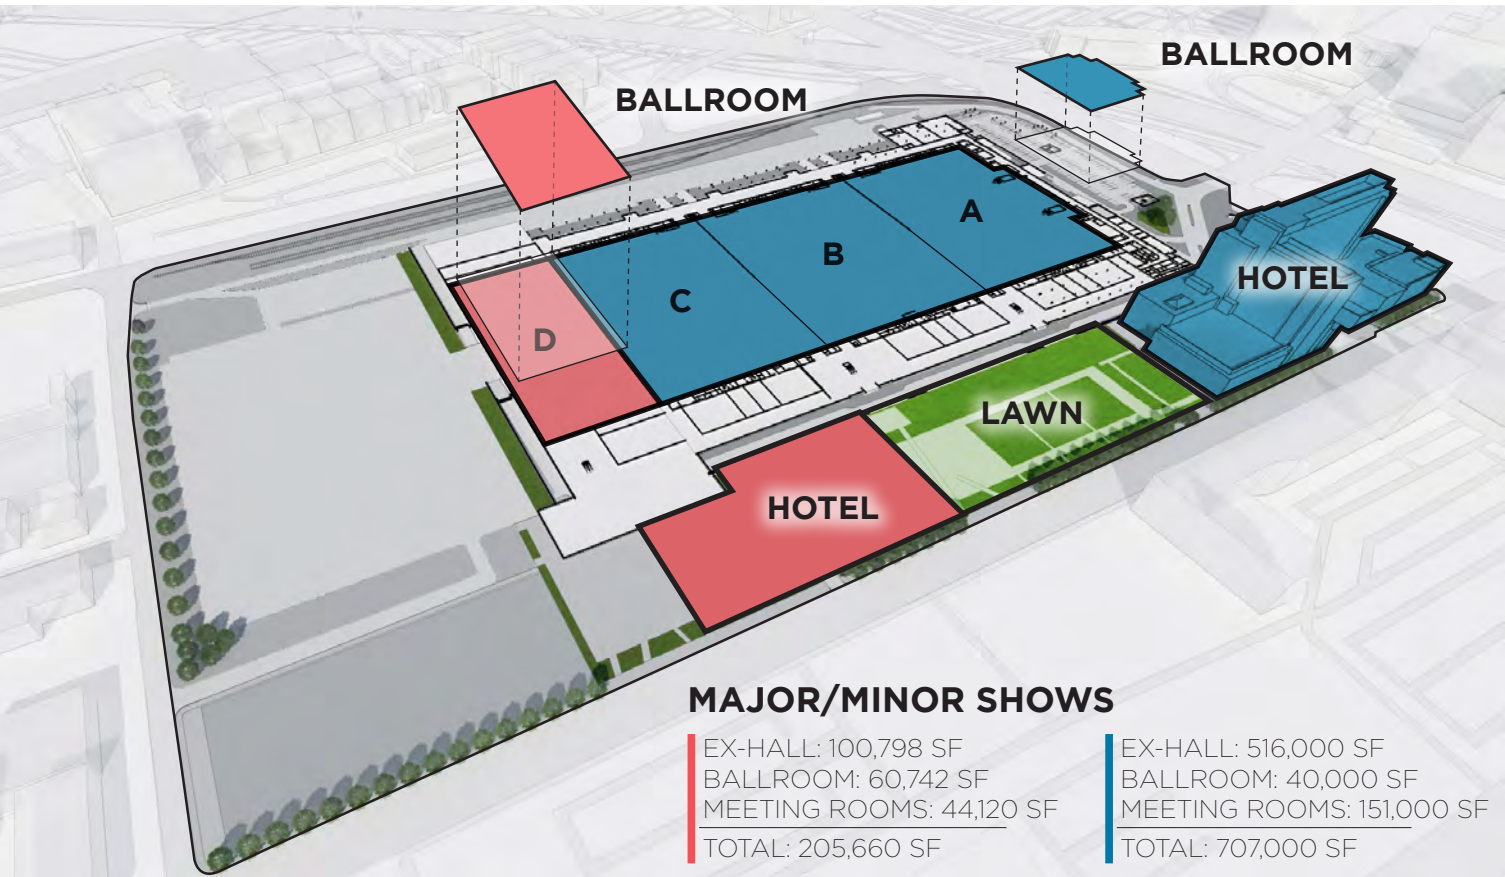 BALLROOM
BALLROOM
A
B
HOTEL
C
D
LAWN
HOTEL
MAJOR/MINOR SHOWS
EX-HALL: 100,798 SF
BALLROOM: 60,742 SF
MEETING ROOMS: 44,120 SF
TOTAL: 205,660 SF
EX-HALL: 516,000 SF
BALLROOM: 40,000 SF
MEETING ROOMS: 151,000 SF
TOTAL: 707,000 SF